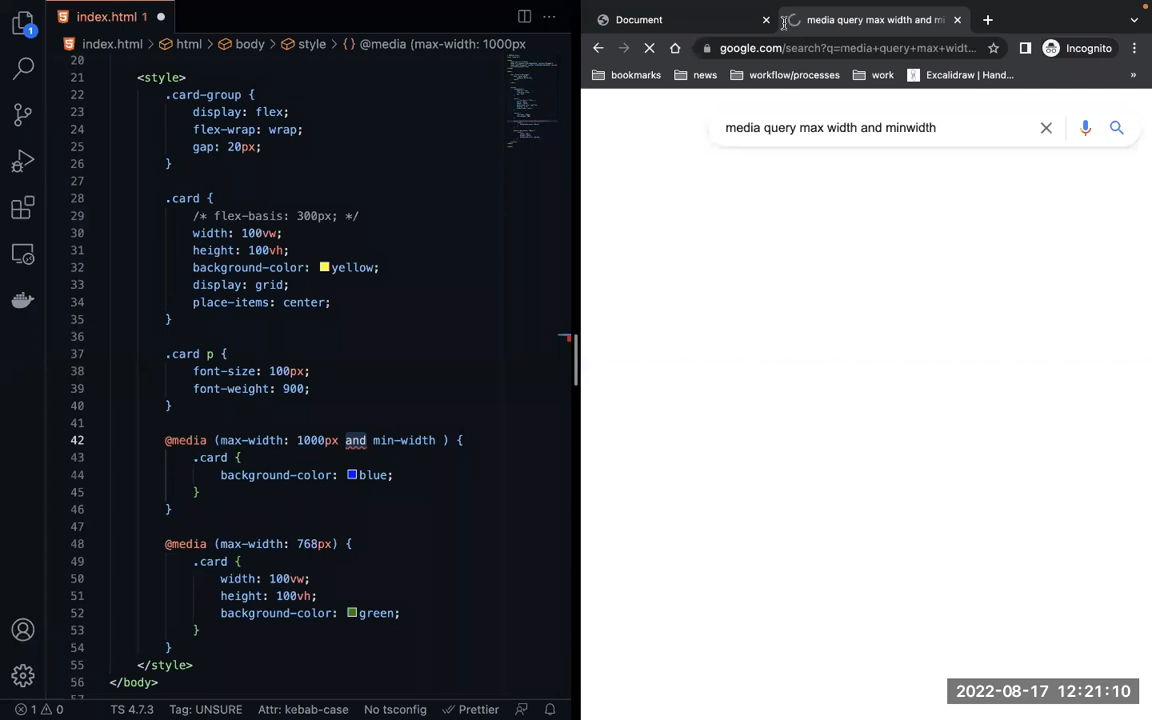 index.html 1
index.html > html > body > style > {} @media (max-width: 1000px
20
21 <style>
22 .card-group {
23 display: flex;
24 flex-wrap: wrap;
25 gap: 20px;
26 }
27
28 .card {
29 /* flex-basis: 300px; */
30 width: 100vw;
31 height: 100vh;
32 background-color: yellow;
33 display: grid;
34 place-items: center;
35 }
36
37 .card p {
38 font-size: 100px;
39 font-weight: 900;
40 }
41
42 @media (max-width: 1000px and min-width ) {
43 .card {
44 background-color: blue;
45 }
46 }
47
48 @media (max-width: 768px) {
49 .card {
50 width: 100vw;
51 height: 100vh;
52 background-color: green;
53 }
54 }
55 </style>
56 </body>
1
1 0 TS 4.7.3 Tag: UNSURE Attr: kebab-case No tsconfig Prettier
Document
media query max width and mi
google.com/search?q=media+query+max+widt...
Incognito
bookmarks news workflow/processes work Excalidraw | Hand... »
media query max width and minwidth
2022-08-17 12:21:10